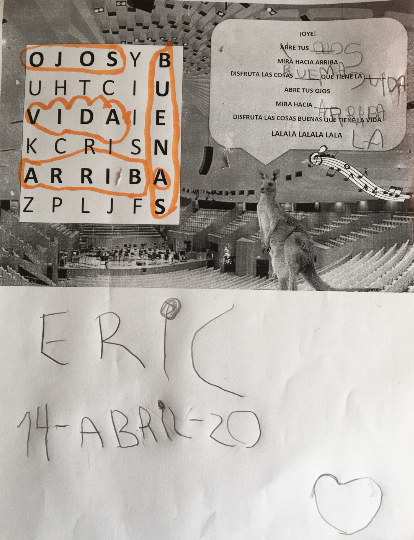 OJOSYB
UHTCIU
VIDAIE
KCRISN
ARRIBA
ZPLJFS
¡OYE!
ABRE TUS OJOS
MIRA HACIA ARRIBA
DISFRUTA LAS COSAS BUEMAS QUE TIENE LA VIDA
ABRE TUS OJOS
MIRA HACIA ARRIBA
DISFRUTA LAS COSAS BUENAS QUE TIENE LA VIDA
LALALA LALALA LALA LA
ERIC
14-ABRIL-20